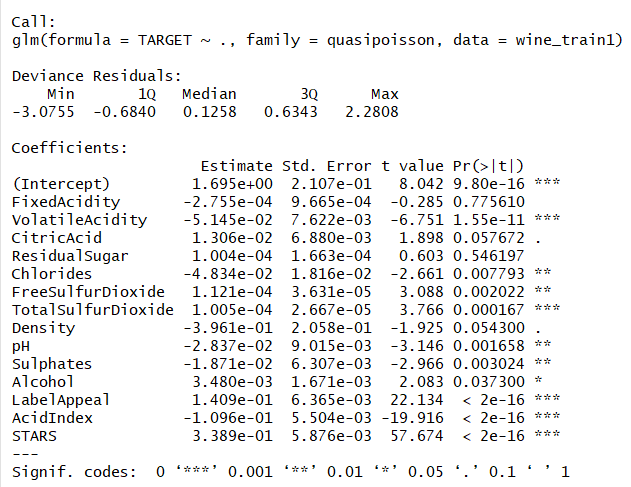 Call:
glm(formula = TARGET ~ ., family = quasipoisson, data = wine_train1)
Deviance Residuals:
    Min       1Q   Median       3Q      Max
-3.0755  -0.6840   0.1258   0.6343   2.2808
Coefficients:
                     Estimate Std. Error t value Pr(>|t|)
(Intercept)         1.695e+00  2.107e-01   8.042 9.80e-16 ***
FixedAcidity       -2.755e-04  9.665e-04  -0.285 0.775610
VolatileAcidity    -5.145e-02  7.622e-03  -6.751 1.55e-11 ***
CitricAcid          1.306e-02  6.880e-03   1.898 0.057672 .
ResidualSugar       1.004e-04  1.663e-04   0.603 0.546197
Chlorides          -4.834e-02  1.816e-02  -2.661 0.007793 **
FreeSulfurDioxide   1.121e-04  3.631e-05   3.088 0.002022 **
TotalSulfurDioxide  1.005e-04  2.667e-05   3.766 0.000167 ***
Density            -3.961e-01  2.058e-01  -1.925 0.054300 .
pH                 -2.837e-02  9.015e-03  -3.146 0.001658 **
Sulphates          -1.871e-02  6.307e-03  -2.966 0.003024 **
Alcohol             3.480e-03  1.671e-03   2.083 0.037300 *
LabelAppeal         1.409e-01  6.365e-03  22.134  < 2e-16 ***
AcidIndex          -1.096e-01  5.504e-03 -19.916  < 2e-16 ***
STARS               3.389e-01  5.876e-03  57.674  < 2e-16 ***
---
Signif. codes:  0 ‘***’ 0.001 ‘**’ 0.01 ‘*’ 0.05 ‘.’ 0.1 ‘ ’ 1